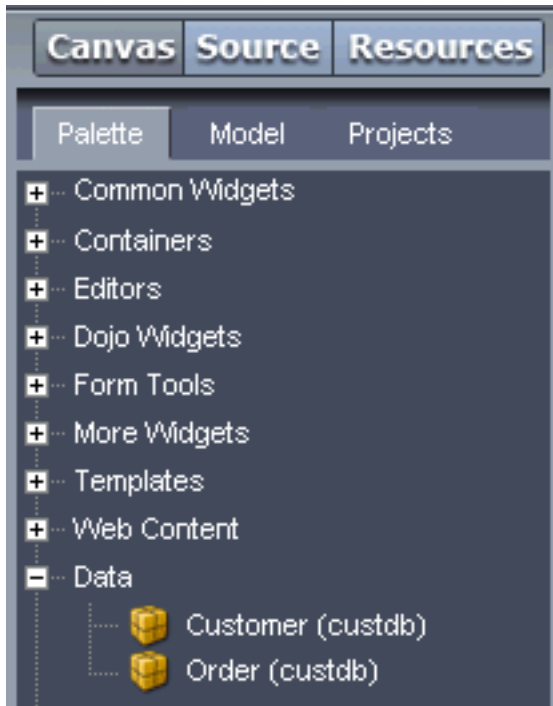 Canvas Source Resources
Palette Model Projects
Common Widgets
Containers
Editors
Dojo Widgets
Form Tools
More Widgets
Templates
Web Content
Data
Customer (custdb)
Order (custdb)